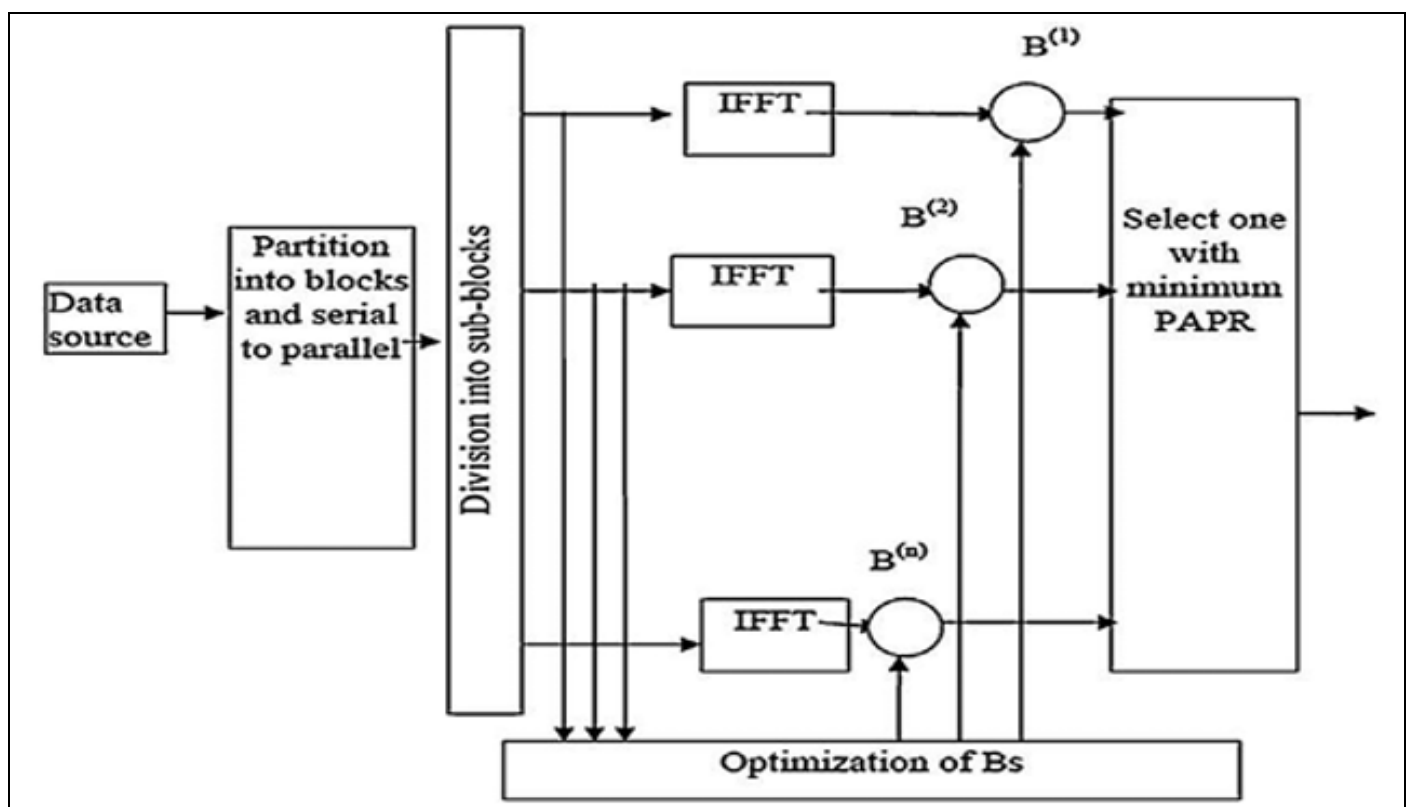 Data
source
Partition
into blocks
and serial
to parallel
Division into sub-blocks
IFFT
B(1)
IFFT
B(2)
IFFT
B(n)
Select one
with
minimum
PAPR
Optimization of Bs